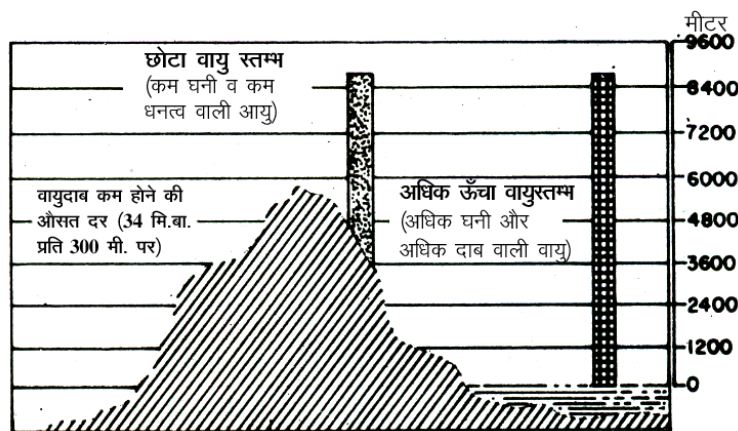 मीटर
छोटा वायु स्तम्भ
(कम घनी व कम
धनत्व वाली आयु)
वायुदाब कम होने की
औसत दर (34 मि.बा.
प्रति 300 मी. पर)
अधिक ऊँचा वायुस्तम्भ
(अधिक घनी और
अधिक दाब वाली वायु)
9600
8400
7200
6000
4800
3600
2400
1200
0